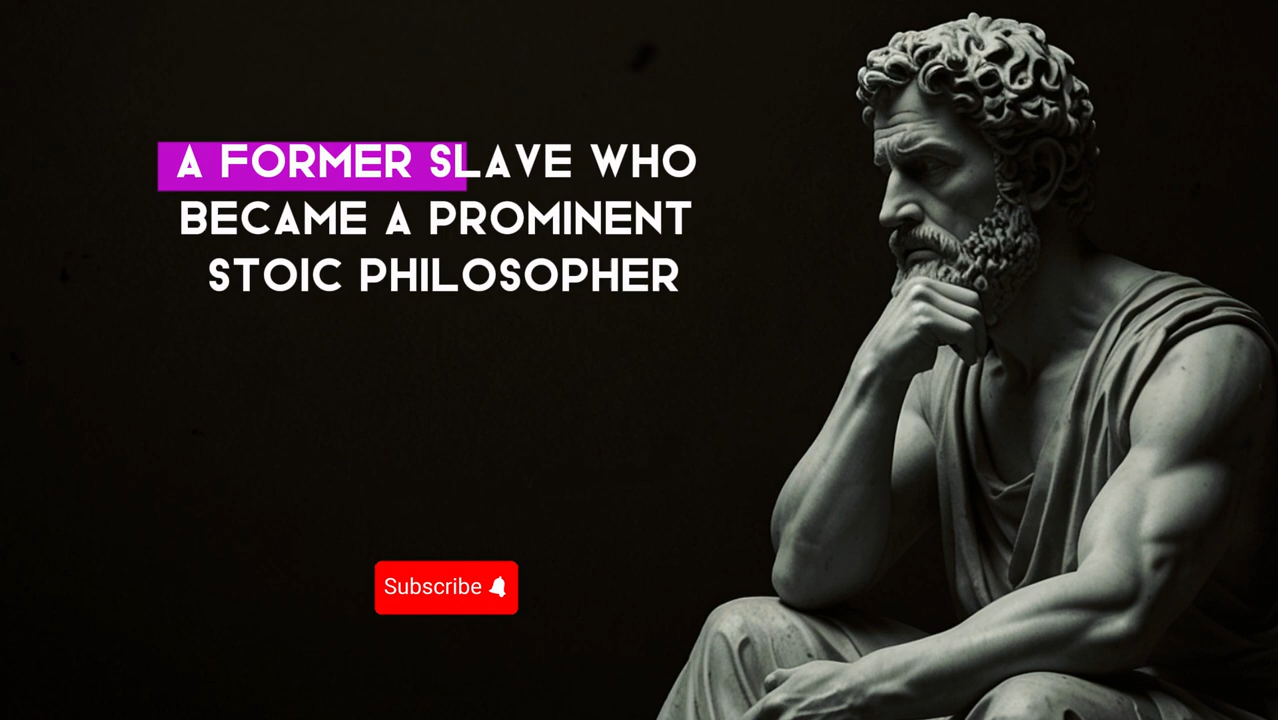 A FORMER SLAVE WHO
BECAME A PROMINENT
STOIC PHILOSOPHER
Subscribe